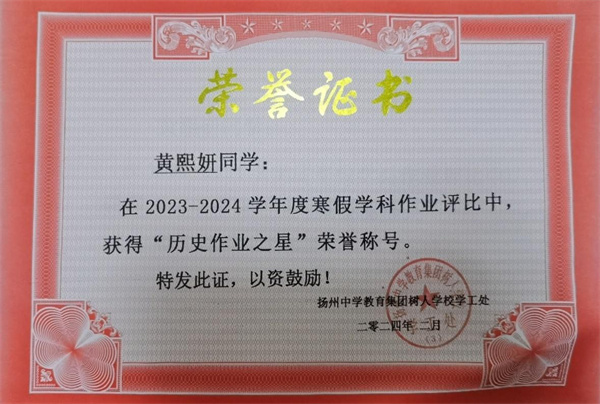 荣誉证书
黄熙妍同学：
在2023-2024学年度寒假学科作业评比中，
获得“历史作业之星”荣誉称号。
特发此证，以资鼓励！
扬州中学教育集团树人学校学工处
二零二四年 二月